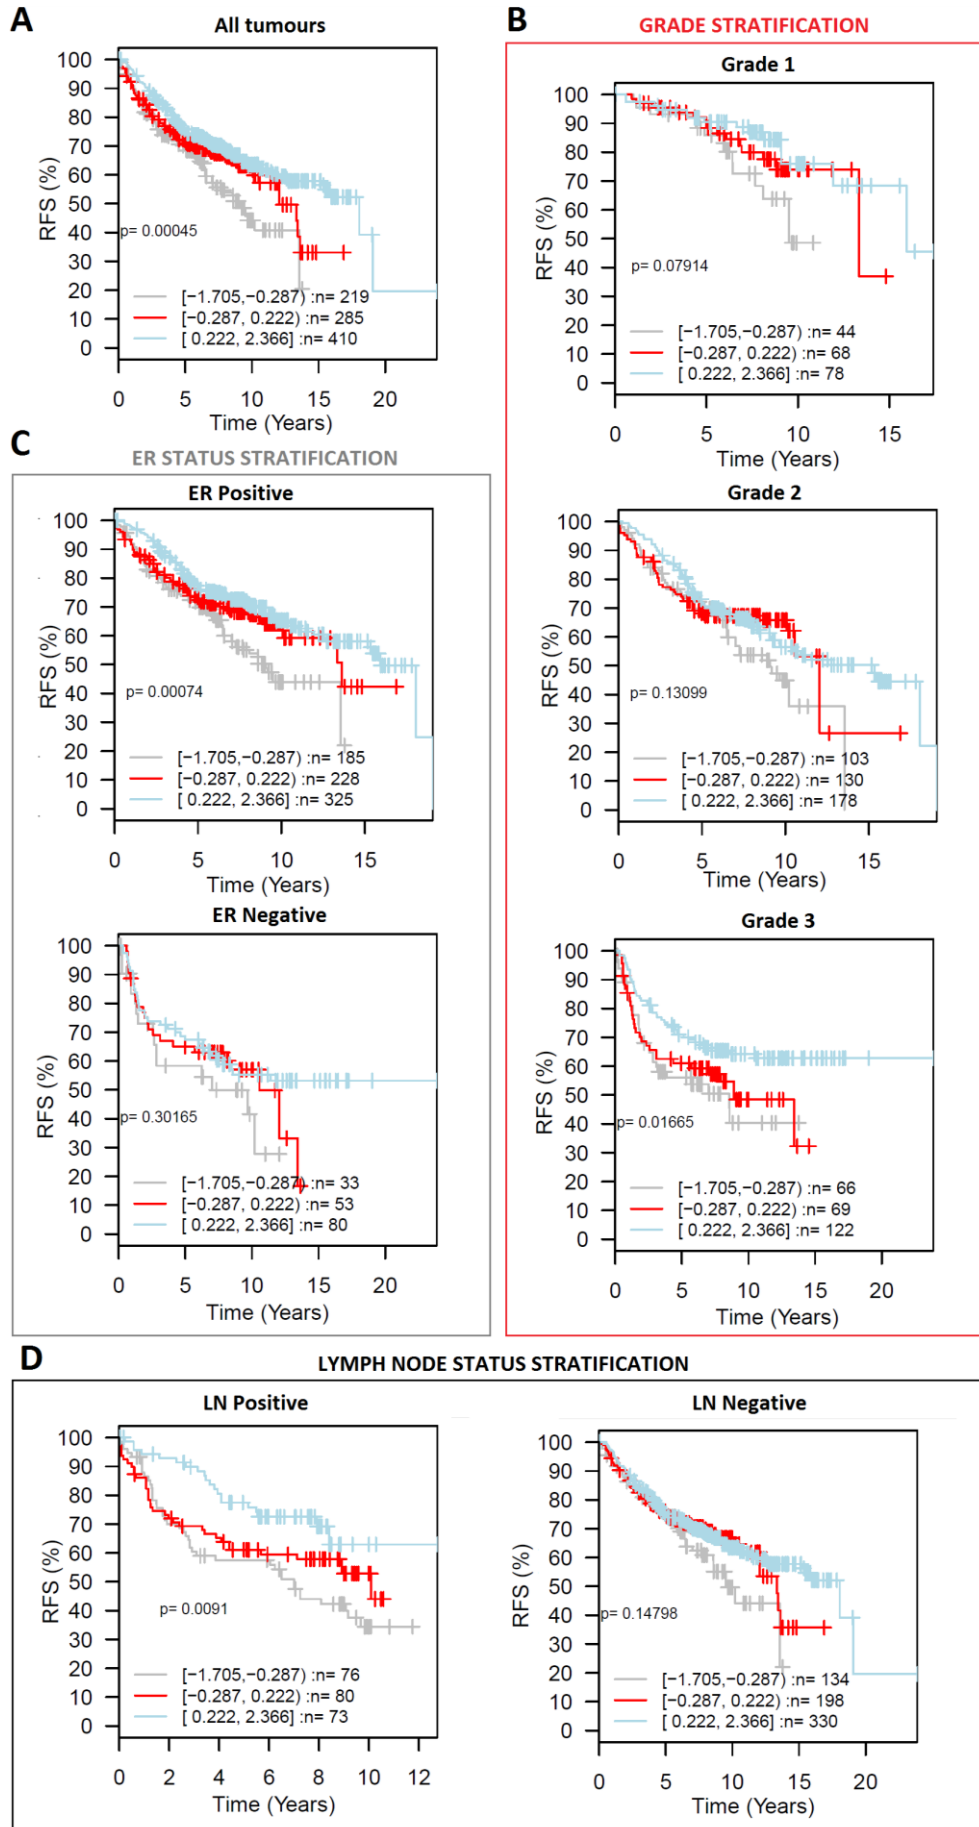 A
All tumours
RFS (%)
100
90
80
70
60
50
40
30
20
10
0
p= 0.00045
[−1.705,−0.287) :n= 219
[−0.287, 0.222) :n= 285
[ 0.222, 2.366] :n= 410
0 5 10 15 20
Time (Years)
B
GRADE STRATIFICATION
Grade 1
RFS (%)
100
90
80
70
60
50
40
30
20
10
0
p= 0.07914
[−1.705,−0.287) :n= 44
[−0.287, 0.222) :n= 68
[ 0.222, 2.366] :n= 78
0 5 10 15
Time (Years)
Grade 2
RFS (%)
100
90
80
70
60
50
40
30
20
10
0
p= 0.13099
[−1.705,−0.287) :n= 103
[−0.287, 0.222) :n= 130
[ 0.222, 2.366] :n= 178
0 5 10 15
Time (Years)
Grade 3
RFS (%)
100
90
80
70
60
50
40
30
20
10
0
p= 0.01665
[−1.705,−0.287) :n= 66
[−0.287, 0.222) :n= 69
[ 0.222, 2.366] :n= 122
0 5 10 15 20
Time (Years)
C
ER STATUS STRATIFICATION
ER Positive
RFS (%)
100
90
80
70
60
50
40
30
20
10
0
p= 0.00074
[−1.705,−0.287) :n= 185
[−0.287, 0.222) :n= 228
[ 0.222, 2.366] :n= 325
0 5 10 15
Time (Years)
ER Negative
RFS (%)
100
90
80
70
60
50
40
30
20
10
0
p= 0.30165
[−1.705,−0.287) :n= 33
[−0.287, 0.222) :n= 53
[ 0.222, 2.366] :n= 80
0 5 10 15 20
Time (Years)
D
LYMPH NODE STATUS STRATIFICATION
LN Positive
RFS (%)
100
90
80
70
60
50
40
30
20
10
0
p= 0.0091
[−1.705,−0.287) :n= 76
[−0.287, 0.222) :n= 80
[ 0.222, 2.366] :n= 73
0 2 4 6 8 10 12
Time (Years)
LN Negative
RFS (%)
100
90
80
70
60
50
40
30
20
10
0
p= 0.14798
[−1.705,−0.287) :n= 134
[−0.287, 0.222) :n= 198
[ 0.222, 2.366] :n= 330
0 5 10 15 20
Time (Years)